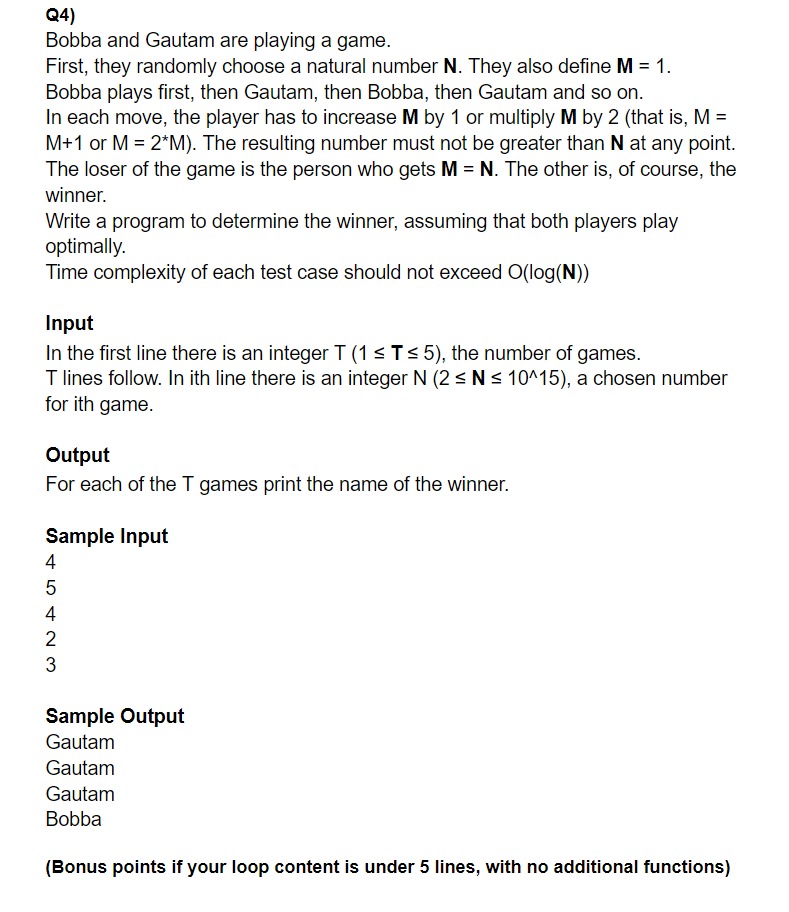 Q4)
Bobba and Gautam are playing a game.
First, they randomly choose a natural number N. They also define M = 1.
Bobba plays first, then Gautam, then Bobba, then Gautam and so on.
In each move, the player has to increase M by 1 or multiply M by 2 (that is, M =
M+1 or M = 2*M). The resulting number must not be greater than N at any point.
The loser of the game is the person who gets M = N. The other is, of course, the
winner.
Write a program to determine the winner, assuming that both players play
optimally.
Time complexity of each test case should not exceed O(log(N))
Input
In the first line there is an integer T (1 ≤ T ≤ 5), the number of games.
T lines follow. In ith line there is an integer N (2 ≤ N ≤ 10^15), a chosen number
for ith game.
Output
For each of the T games print the name of the winner.
Sample Input
4
5
4
2
3
Sample Output
Gautam
Gautam
Gautam
Bobba
(Bonus points if your loop content is under 5 lines, with no additional functions)